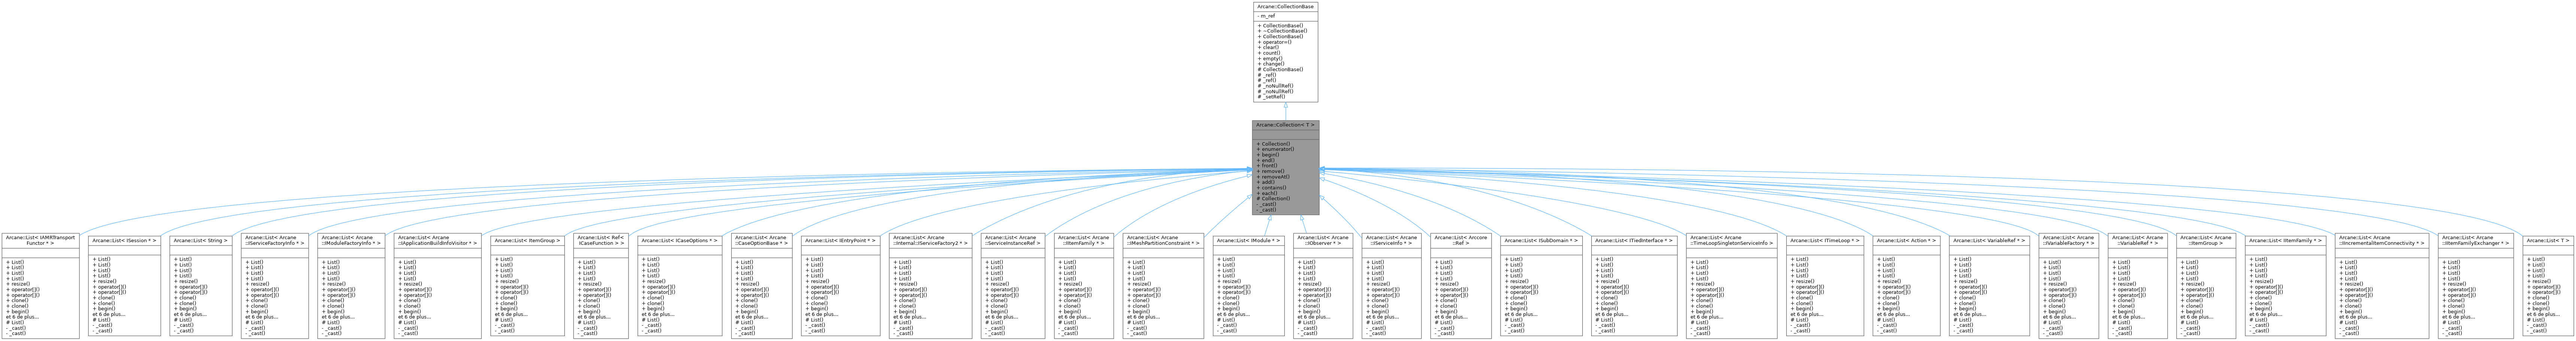 Arcane::CollectionBase
- m_ref
+ CollectionBase()
+ ~CollectionBase()
+ CollectionBase()
+ operator=()
+ clear()
+ count()
+ empty()
+ change()
# CollectionBase()
# _ref()
# _ref()
# _noNullRef()
# _noNullRef()
# _setRef()
Arcane::Collection< T >
+ Collection()
+ enumerator()
+ begin()
+ end()
+ front()
+ remove()
+ removeAt()
+ add()
+ contains()
+ each()
# Collection()
- _cast()
- _cast()
Arcane::List< IAMRTransport
Functor * >
+ List()
+ List()
+ List()
+ List()
+ resize()
+ operator[]()
+ operator[]()
+ clone()
+ clone()
+ begin()
et 6 de plus...
# List()
- _cast()
- _cast()
Arcane::List< ISession * >
+ List()
+ List()
+ List()
+ List()
+ resize()
+ operator[]()
+ operator[]()
+ clone()
+ clone()
+ begin()
et 6 de plus...
# List()
- _cast()
- _cast()
Arcane::List< String >
+ List()
+ List()
+ List()
+ List()
+ resize()
+ operator[]()
+ operator[]()
+ clone()
+ clone()
+ begin()
et 6 de plus...
# List()
- _cast()
- _cast()
Arcane::List< Arcane
::IServiceFactoryInfo * >
+ List()
+ List()
+ List()
+ List()
+ resize()
+ operator[]()
+ operator[]()
+ clone()
+ clone()
+ begin()
et 6 de plus...
# List()
- _cast()
- _cast()
Arcane::List< Arcane
::IModuleFactoryInfo * >
+ List()
+ List()
+ List()
+ List()
+ resize()
+ operator[]()
+ operator[]()
+ clone()
+ clone()
+ begin()
et 6 de plus...
# List()
- _cast()
- _cast()
Arcane::List< Arcane
::IApplicationBuildInfoVisitor * >
+ List()
+ List()
+ List()
+ List()
+ resize()
+ operator[]()
+ operator[]()
+ clone()
+ clone()
+ begin()
et 6 de plus...
# List()
- _cast()
- _cast()
Arcane::List< ItemGroup >
+ List()
+ List()
+ List()
+ List()
+ resize()
+ operator[]()
+ operator[]()
+ clone()
+ clone()
+ begin()
et 6 de plus...
# List()
- _cast()
- _cast()
Arcane::List< Ref<
ICaseFunction > >
+ List()
+ List()
+ List()
+ List()
+ resize()
+ operator[]()
+ operator[]()
+ clone()
+ clone()
+ begin()
et 6 de plus...
# List()
- _cast()
- _cast()
Arcane::List< ICaseOptions * >
+ List()
+ List()
+ List()
+ List()
+ resize()
+ operator[]()
+ operator[]()
+ clone()
+ clone()
+ begin()
et 6 de plus...
# List()
- _cast()
- _cast()
Arcane::List< Arcane
::CaseOptionBase * >
+ List()
+ List()
+ List()
+ List()
+ resize()
+ operator[]()
+ operator[]()
+ clone()
+ clone()
+ begin()
et 6 de plus...
# List()
- _cast()
- _cast()
Arcane::List< IEntryPoint * >
+ List()
+ List()
+ List()
+ List()
+ resize()
+ operator[]()
+ operator[]()
+ clone()
+ clone()
+ begin()
et 6 de plus...
# List()
- _cast()
- _cast()
Arcane::List< Arcane
::Internal::IServiceFactory2 * >
+ List()
+ List()
+ List()
+ List()
+ resize()
+ operator[]()
+ operator[]()
+ clone()
+ clone()
+ begin()
et 6 de plus...
# List()
- _cast()
- _cast()
Arcane::List< Arcane
::ServiceInstanceRef >
+ List()
+ List()
+ List()
+ List()
+ resize()
+ operator[]()
+ operator[]()
+ clone()
+ clone()
+ begin()
et 6 de plus...
# List()
- _cast()
- _cast()
Arcane::List< Arcane
::IItemFamily * >
+ List()
+ List()
+ List()
+ List()
+ resize()
+ operator[]()
+ operator[]()
+ clone()
+ clone()
+ begin()
et 6 de plus...
# List()
- _cast()
- _cast()
Arcane::List< Arcane
::IMeshPartitionConstraint * >
+ List()
+ List()
+ List()
+ List()
+ resize()
+ operator[]()
+ operator[]()
+ clone()
+ clone()
+ begin()
et 6 de plus...
# List()
- _cast()
- _cast()
Arcane::List< IModule * >
+ List()
+ List()
+ List()
+ List()
+ resize()
+ operator[]()
+ operator[]()
+ clone()
+ clone()
+ begin()
et 6 de plus...
# List()
- _cast()
- _cast()
Arcane::List< Arcane
::IObserver * >
+ List()
+ List()
+ List()
+ List()
+ resize()
+ operator[]()
+ operator[]()
+ clone()
+ clone()
+ begin()
et 6 de plus...
# List()
- _cast()
- _cast()
Arcane::List< Arcane
::IServiceInfo * >
+ List()
+ List()
+ List()
+ List()
+ resize()
+ operator[]()
+ operator[]()
+ clone()
+ clone()
+ begin()
et 6 de plus...
# List()
- _cast()
- _cast()
Arcane::List< Arccore
::Ref >
+ List()
+ List()
+ List()
+ List()
+ resize()
+ operator[]()
+ operator[]()
+ clone()
+ clone()
+ begin()
et 6 de plus...
# List()
- _cast()
- _cast()
Arcane::List< ISubDomain * >
+ List()
+ List()
+ List()
+ List()
+ resize()
+ operator[]()
+ operator[]()
+ clone()
+ clone()
+ begin()
et 6 de plus...
# List()
- _cast()
- _cast()
Arcane::List< ITiedInterface * >
+ List()
+ List()
+ List()
+ List()
+ resize()
+ operator[]()
+ operator[]()
+ clone()
+ clone()
+ begin()
et 6 de plus...
# List()
- _cast()
- _cast()
Arcane::List< Arcane
::TimeLoopSingletonServiceInfo >
+ List()
+ List()
+ List()
+ List()
+ resize()
+ operator[]()
+ operator[]()
+ clone()
+ clone()
+ begin()
et 6 de plus...
# List()
- _cast()
- _cast()
Arcane::List< ITimeLoop * >
+ List()
+ List()
+ List()
+ List()
+ resize()
+ operator[]()
+ operator[]()
+ clone()
+ clone()
+ begin()
et 6 de plus...
# List()
- _cast()
- _cast()
Arcane::List< Action * >
+ List()
+ List()
+ List()
+ List()
+ resize()
+ operator[]()
+ operator[]()
+ clone()
+ clone()
+ begin()
et 6 de plus...
# List()
- _cast()
- _cast()
Arcane::List< VariableRef * >
+ List()
+ List()
+ List()
+ List()
+ resize()
+ operator[]()
+ operator[]()
+ clone()
+ clone()
+ begin()
et 6 de plus...
# List()
- _cast()
- _cast()
Arcane::List< Arcane
::IVariableFactory * >
+ List()
+ List()
+ List()
+ List()
+ resize()
+ operator[]()
+ operator[]()
+ clone()
+ clone()
+ begin()
et 6 de plus...
# List()
- _cast()
- _cast()
Arcane::List< Arcane
::VariableRef * >
+ List()
+ List()
+ List()
+ List()
+ resize()
+ operator[]()
+ operator[]()
+ clone()
+ clone()
+ begin()
et 6 de plus...
# List()
- _cast()
- _cast()
Arcane::List< Arcane
::ItemGroup >
+ List()
+ List()
+ List()
+ List()
+ resize()
+ operator[]()
+ operator[]()
+ clone()
+ clone()
+ begin()
et 6 de plus...
# List()
- _cast()
- _cast()
Arcane::List< IItemFamily * >
+ List()
+ List()
+ List()
+ List()
+ resize()
+ operator[]()
+ operator[]()
+ clone()
+ clone()
+ begin()
et 6 de plus...
# List()
- _cast()
- _cast()
Arcane::List< Arcane
::IIncrementalItemConnectivity * >
+ List()
+ List()
+ List()
+ List()
+ resize()
+ operator[]()
+ operator[]()
+ clone()
+ clone()
+ begin()
et 6 de plus...
# List()
- _cast()
- _cast()
Arcane::List< Arcane
::IItemFamilyExchanger * >
+ List()
+ List()
+ List()
+ List()
+ resize()
+ operator[]()
+ operator[]()
+ clone()
+ clone()
+ begin()
et 6 de plus...
# List()
- _cast()
- _cast()
Arcane::List< T >
+ List()
+ List()
+ List()
+ List()
+ resize()
+ operator[]()
+ operator[]()
+ clone()
+ clone()
+ begin()
et 6 de plus...
# List()
- _cast()
- _cast()